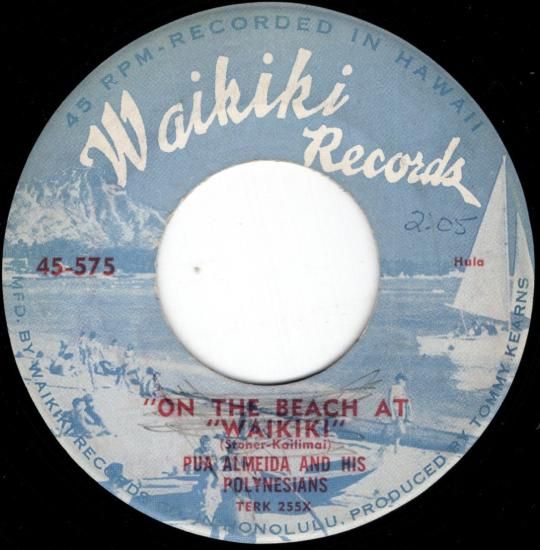 45 RPM-RECORDED IN HAWAII
Waikiki
Records
2:05
45-575
Hula
"ON THE BEACH AT
"WAIKIKI"
(Stoner-Kailimai)
PUA ALMEIDA AND HIS
POLYNESIANS
TERK 255X
MFD. BY WAIKIKI RECORDS IN HONOLULU, PRODUCED BY TOMMY KEARNS